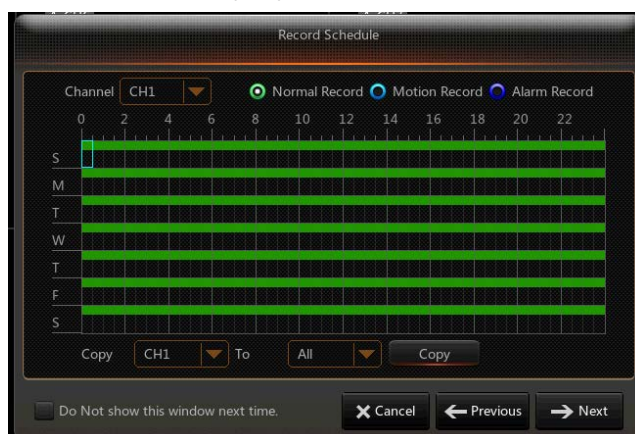 Record Schedule
Channel CH1 Normal Record Motion Record Alarm Record
0 2 4 6 8 10 12 14 16 18 20 22
S
M
T
W
T
F
S
Copy CH1 To All Copy
Do Not show this window next time. Cancel Previous Next